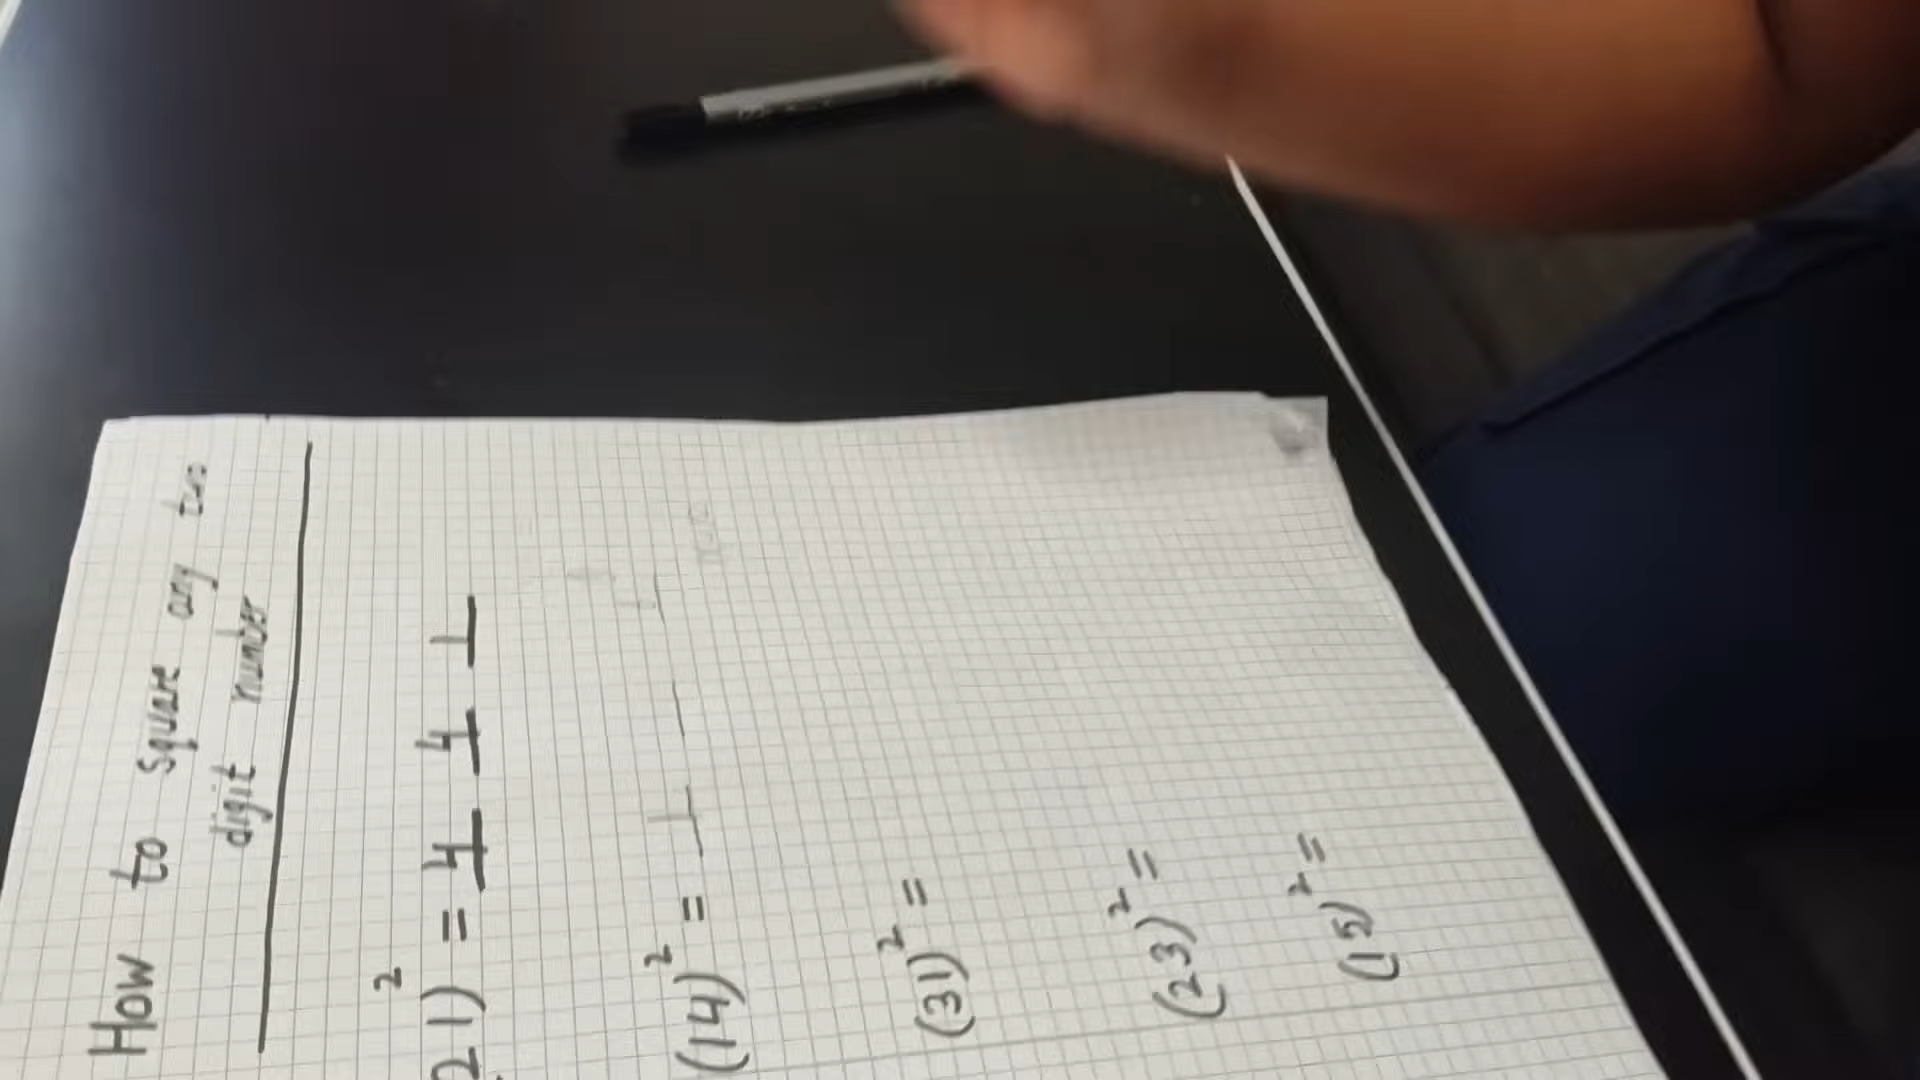 How to square any two
digit number
21)² = 4 4 1
(14)² = 1
(31)² =
(23)² =
(15)² =